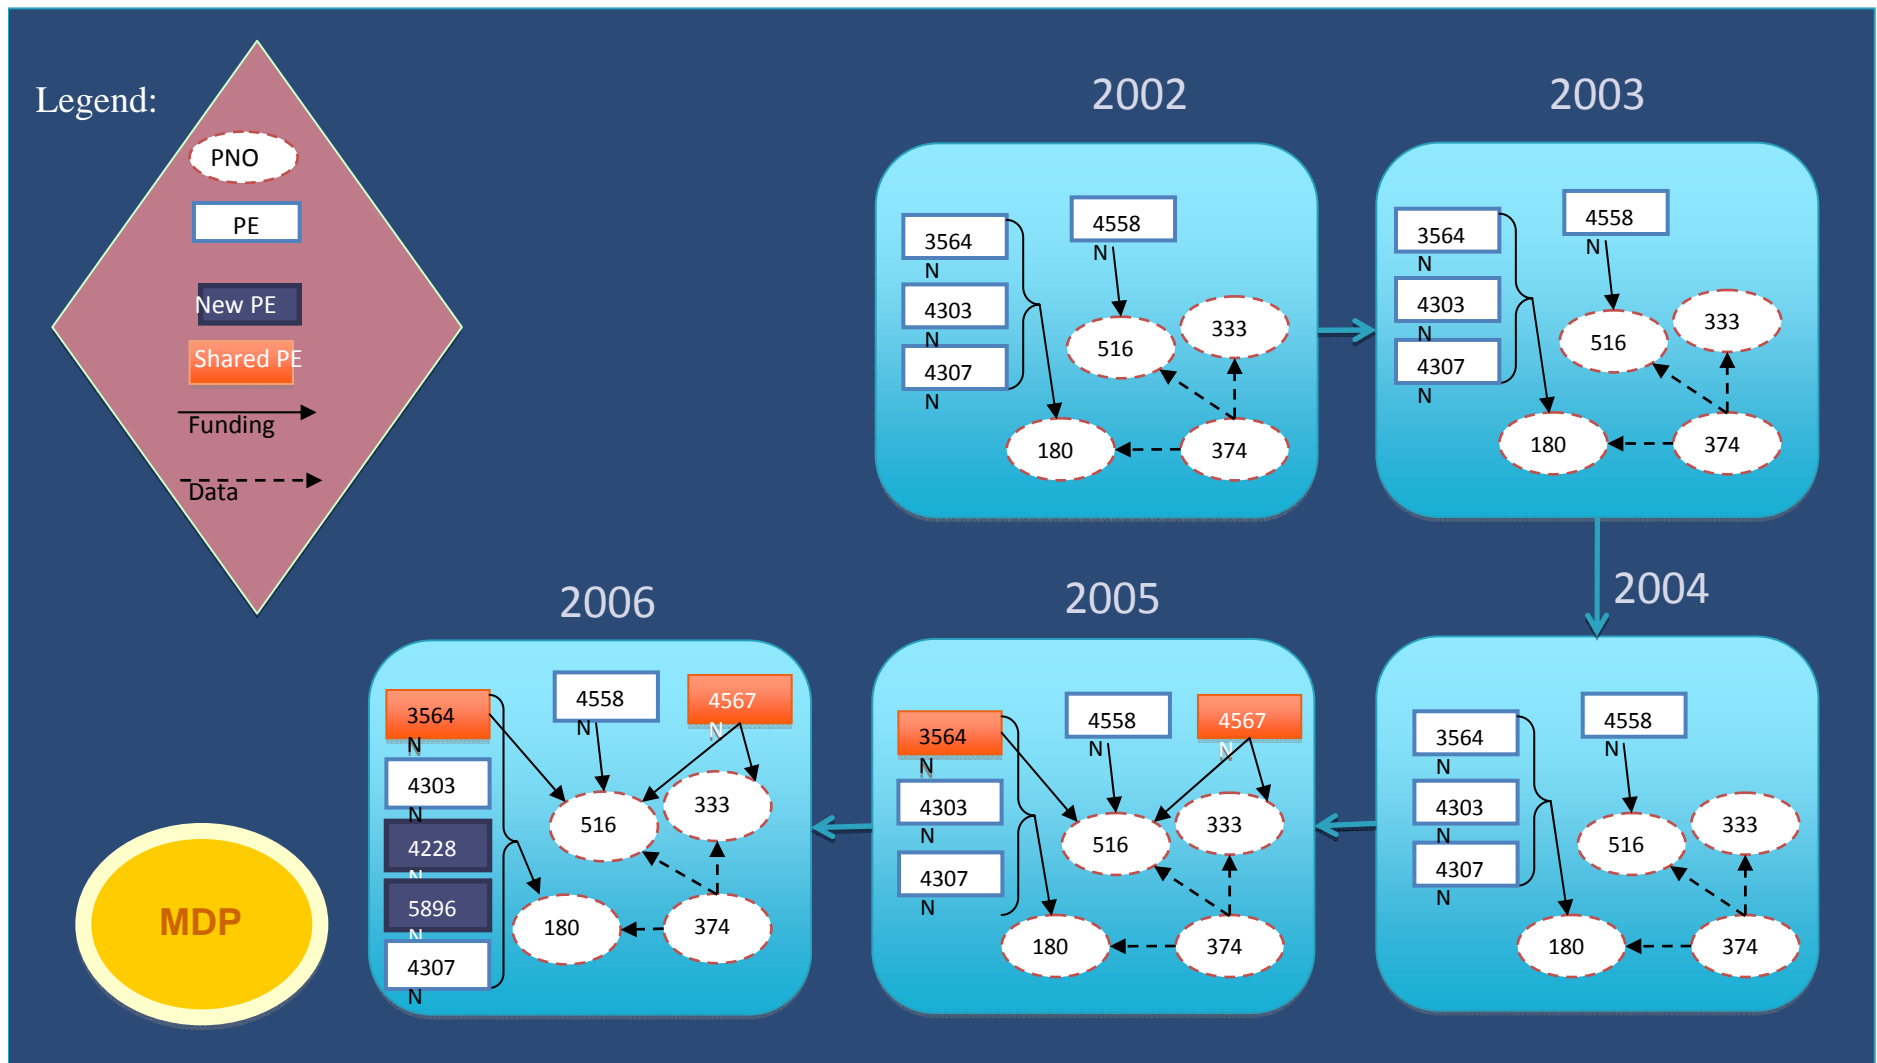 Legend:
PNO
PE
New PE
Shared PE
Funding
Data
MDP
2002
3564
N
4303
N
4307
N
4558
N
516
333
180
374
2003
3564
N
4303
N
4307
N
4558
N
516
333
180
374
2004
3564
N
4303
N
4307
N
4558
N
516
333
180
374
2005
3564
N
4303
N
4307
N
4558
N
4567
N
516
333
180
374
2006
3564
N
4303
N
4228
N
5896
N
4307
N
4558
N
4567
N
516
333
180
374